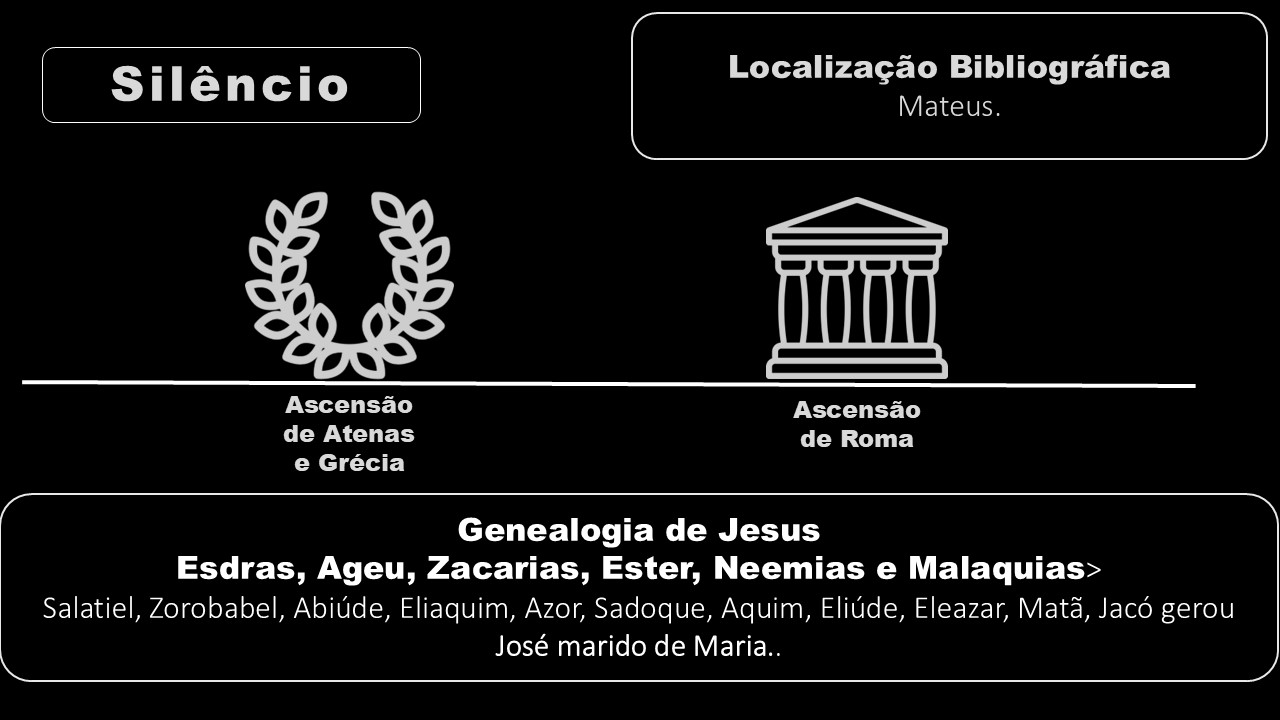 Silêncio
Localização Bibliográfica
Mateus.
Ascensão
de Atenas
e Grécia
Ascensão
de Roma
Genealogia de Jesus
Esdras, Ageu, Zacarias, Ester, Neemias e Malaquias>
Salatiel, Zorobabel, Abiúde, Eliaquim, Azor, Sadoque, Aquim, Eliúde, Eleazar, Matã, Jacó gerou
José marido de Maria..